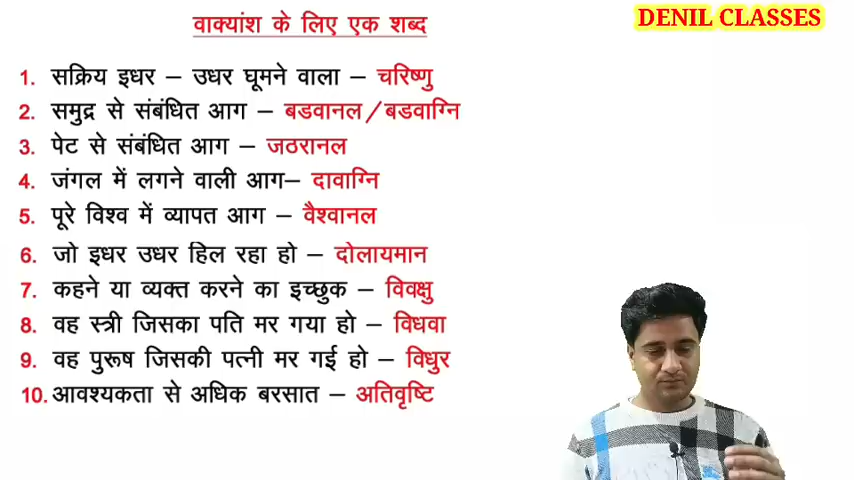 वाक्यांश के लिए एक शब्द
DENIL CLASSES
1. सक्रिय इधर – उधर घूमने वाला – चरिष्णु
2. समुद्र से संबंधित आग – बडवानल/बडवाग्नि
3. पेट से संबंधित आग – जठरानल
4. जंगल में लगने वाली आग– दावाग्नि
5. पूरे विश्व में व्यापत आग – वैश्वानल
6. जो इधर उधर हिल रहा हो – दोलायमान
7. कहने या व्यक्त करने का इच्छुक – विवक्षु
8. वह स्त्री जिसका पति मर गया हो – विधवा
9. वह पुरूष जिसकी पत्नी मर गई हो – विधुर
10. आवश्यकता से अधिक बरसात – अतिवृष्टि